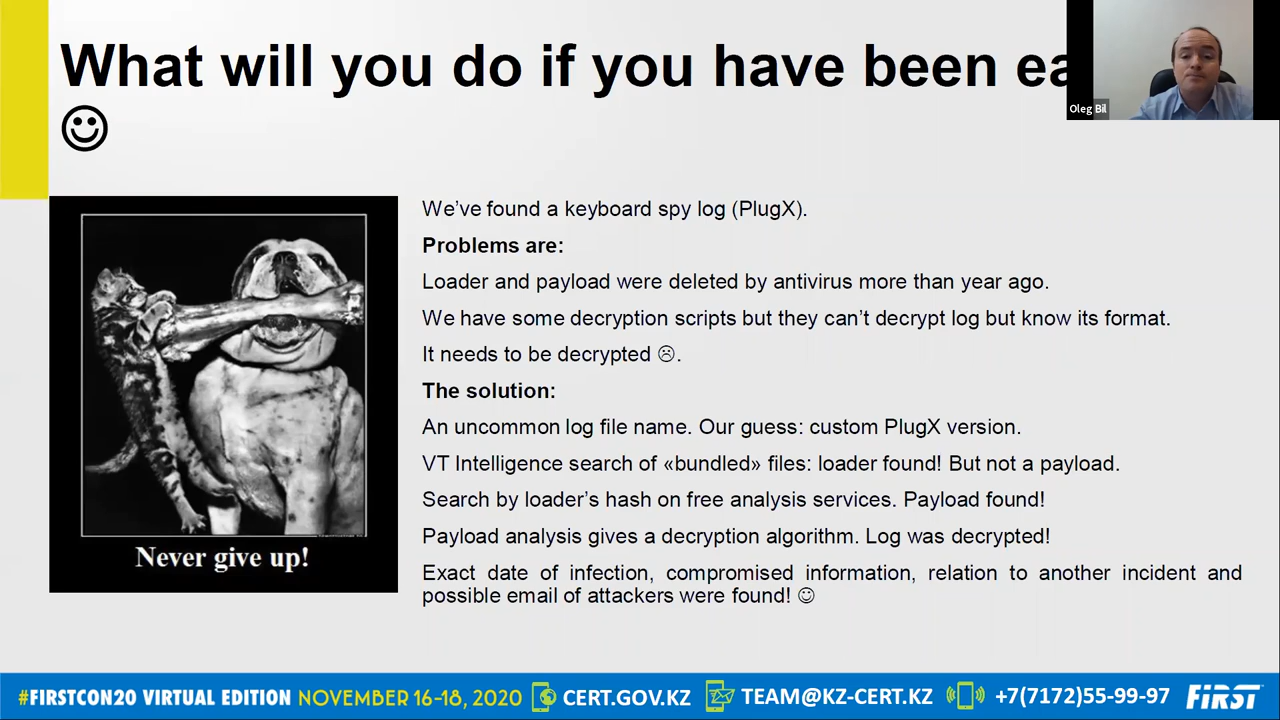 What will you do if you have been ea
☺
Oleg Bil
We've found a keyboard spy log (PlugX).
Problems are:
Loader and payload were deleted by antivirus more than year ago.
We have some decryption scripts but they can't decrypt log but know its format.
It needs to be decrypted ☹.
The solution:
An uncommon log file name. Our guess: custom PlugX version.
VT Intelligence search of «bundled» files: loader found! But not a payload.
Search by loader's hash on free analysis services. Payload found!
Payload analysis gives a decryption algorithm. Log was decrypted!
Exact date of infection, compromised information, relation to another incident and
possible email of attackers were found! ☺
Never give up!
#FIRSTCON20 VIRTUAL EDITION NOVEMBER 16-18, 2020 CERT.GOV.KZ TEAM@KZ-CERT.KZ +7(7172)55-99-97 FIRST